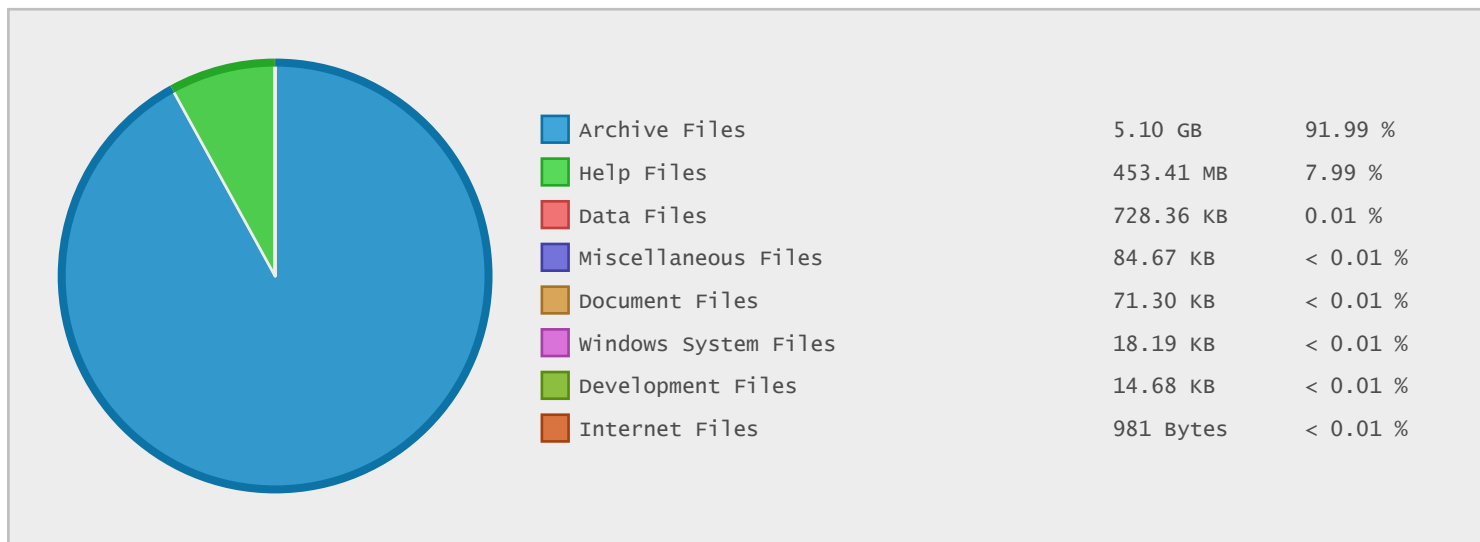 Archive Files 5.10 GB 91.99 %
Help Files 453.41 MB 7.99 %
Data Files 728.36 KB 0.01 %
Miscellaneous Files 84.67 KB < 0.01 %
Document Files 71.30 KB < 0.01 %
Windows System Files 18.19 KB < 0.01 %
Development Files 14.68 KB < 0.01 %
Internet Files 981 Bytes < 0.01 %